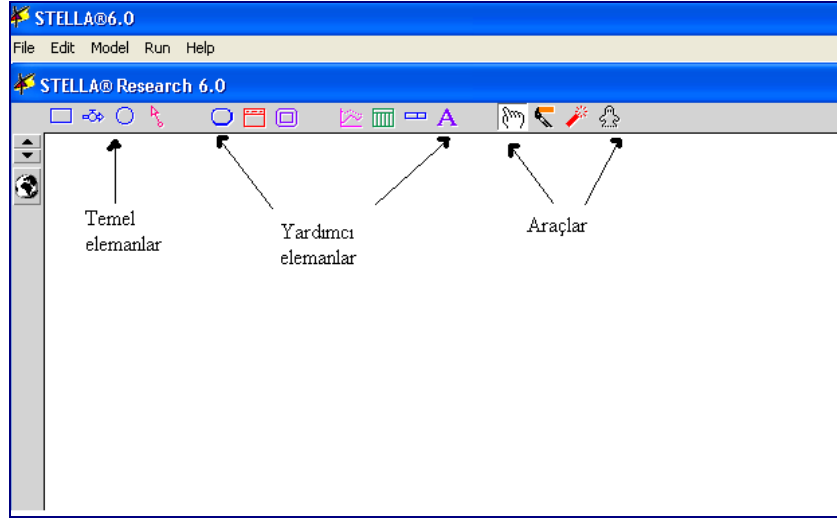 STELLA®6.0
File Edit Model Run Help
STELLA® Research 6.0
A
Temel
elemanlar
Yardımcı
elemanlar
Araçlar